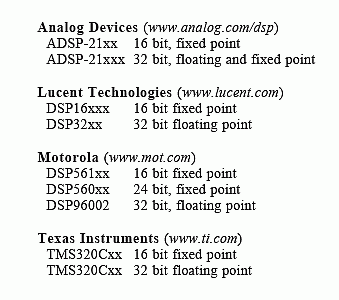 Analog Devices (www.analog.com/dsp)
ADSP-21xx 16 bit, fixed point
ADSP-21xxx 32 bit, floating and fixed point
Lucent Technologies (www.lucent.com)
DSP16xxx 16 bit fixed point
DSP32xx 32 bit floating point
Motorola (www.mot.com)
DSP561xx 16 bit fixed point
DSP560xx 24 bit, fixed point
DSP96002 32 bit, floating point
Texas Instruments (www.ti.com)
TMS320Cxx 16 bit fixed point
TMS320Cxx 32 bit floating point